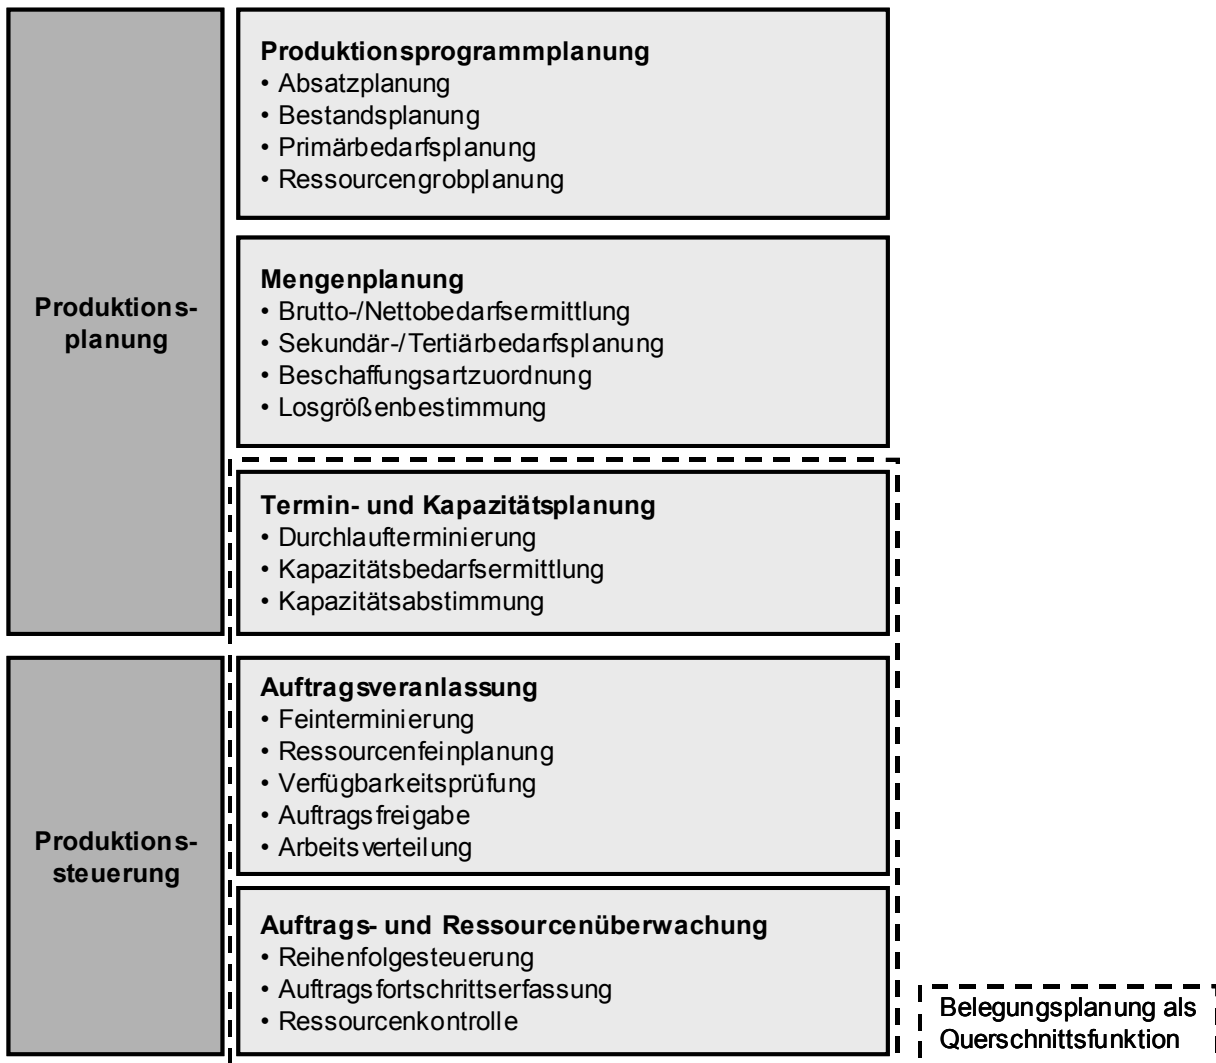 Produktions-
planung
Produktionsprogrammplanung
• Absatzplanung
• Bestandsplanung
• Primärbedarfsplanung
• Ressourcengrobplanung
Mengenplanung
• Brutto-/Nettobedarfsermittlung
• Sekundär-/Tertiärbedarfsplanung
• Beschaffungsartzuordnung
• Losgrößenbestimmung
Termin- und Kapazitätsplanung
• Durchlaufterminierung
• Kapazitätsbedarfsermittlung
• Kapazitätsabstimmung
Produktions-
steuerung
Auftragsveranlassung
• Feinterminierung
• Ressourcenfeinplanung
• Verfügbarkeitsprüfung
• Auftragsfreigabe
• Arbeitsverteilung
Auftrags- und Ressourcenüberwachung
• Reihenfolgesteuerung
• Auftragsfortschrittserfassung
• Ressourcenkontrolle
Belegungsplanung als
Querschnittsfunktion